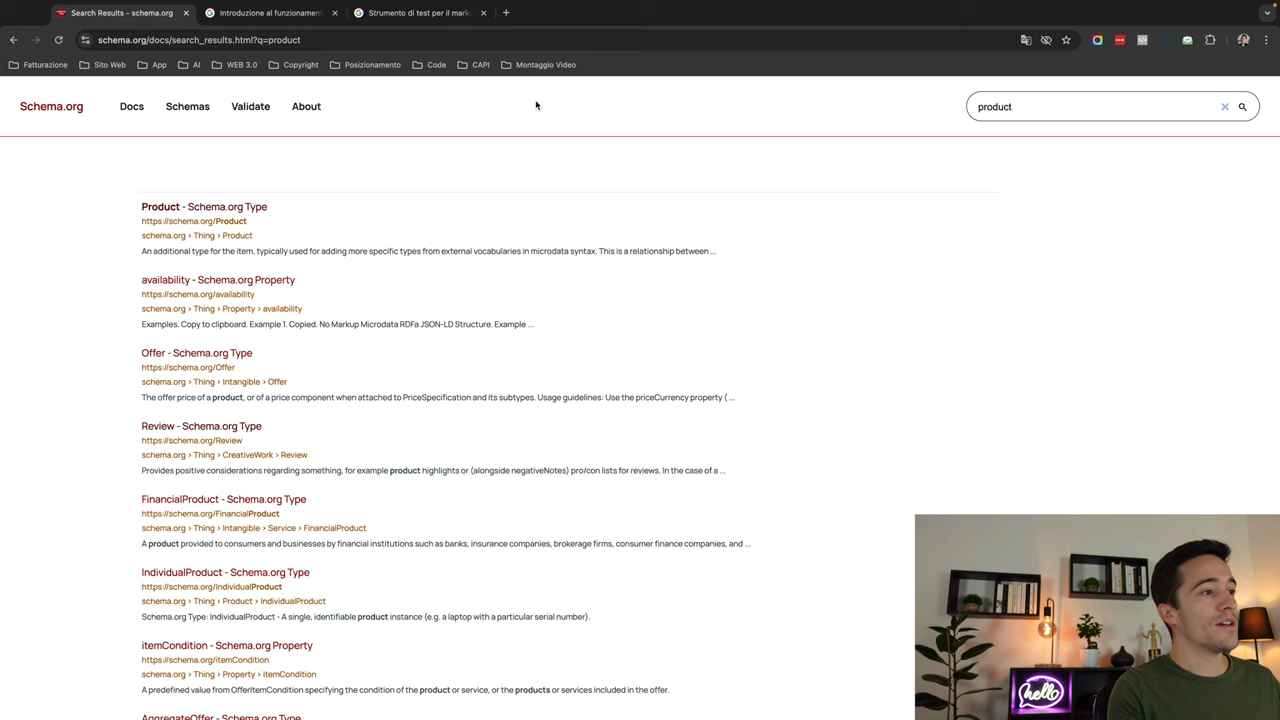 Search Results – schema.org
Introduzione al funzionament
Strumento di test per il marku
schema.org/docs/search_results.html?q=product
Fatturazione
Sito Web
App
AI
WEB 3.0
Copyright
Posizionamento
Code
CAPI
Montaggio Video
Schema.org
Docs
Schemas
Validate
About
product
Product - Schema.org Type
https://schema.org/Product
schema.org › Thing › Product
An additional type for the item, typically used for adding more specific types from external vocabularies in microdata syntax. This is a relationship between ...
availability - Schema.org Property
https://schema.org/availability
schema.org › Thing › Property › availability
Examples. Copy to clipboard. Example 1. Copied. No Markup Microdata RDFa JSON-LD Structure. Example ...
Offer - Schema.org Type
https://schema.org/Offer
schema.org › Thing › Intangible › Offer
The offer price of a product, or of a price component when attached to PriceSpecification and its subtypes. Usage guidelines: Use the priceCurrency property ( ...
Review - Schema.org Type
https://schema.org/Review
schema.org › Thing › CreativeWork › Review
Provides positive considerations regarding something, for example product highlights or (alongside negativeNotes) pro/con lists for reviews. In the case of a ...
FinancialProduct - Schema.org Type
https://schema.org/FinancialProduct
schema.org › Thing › Intangible › Service › FinancialProduct
A product provided to consumers and businesses by financial institutions such as banks, insurance companies, brokerage firms, consumer finance companies, and ...
IndividualProduct - Schema.org Type
https://schema.org/IndividualProduct
schema.org › Thing › Product › IndividualProduct
Schema.org Type: IndividualProduct - A single, identifiable product instance (e.g. a laptop with a particular serial number).
itemCondition - Schema.org Property
https://schema.org/itemCondition
schema.org › Thing › Property › itemCondition
A predefined value from OfferItemCondition specifying the condition of the product or service, or the products or services included in the offer.
AggregateOffer - Schema.org Type
hello